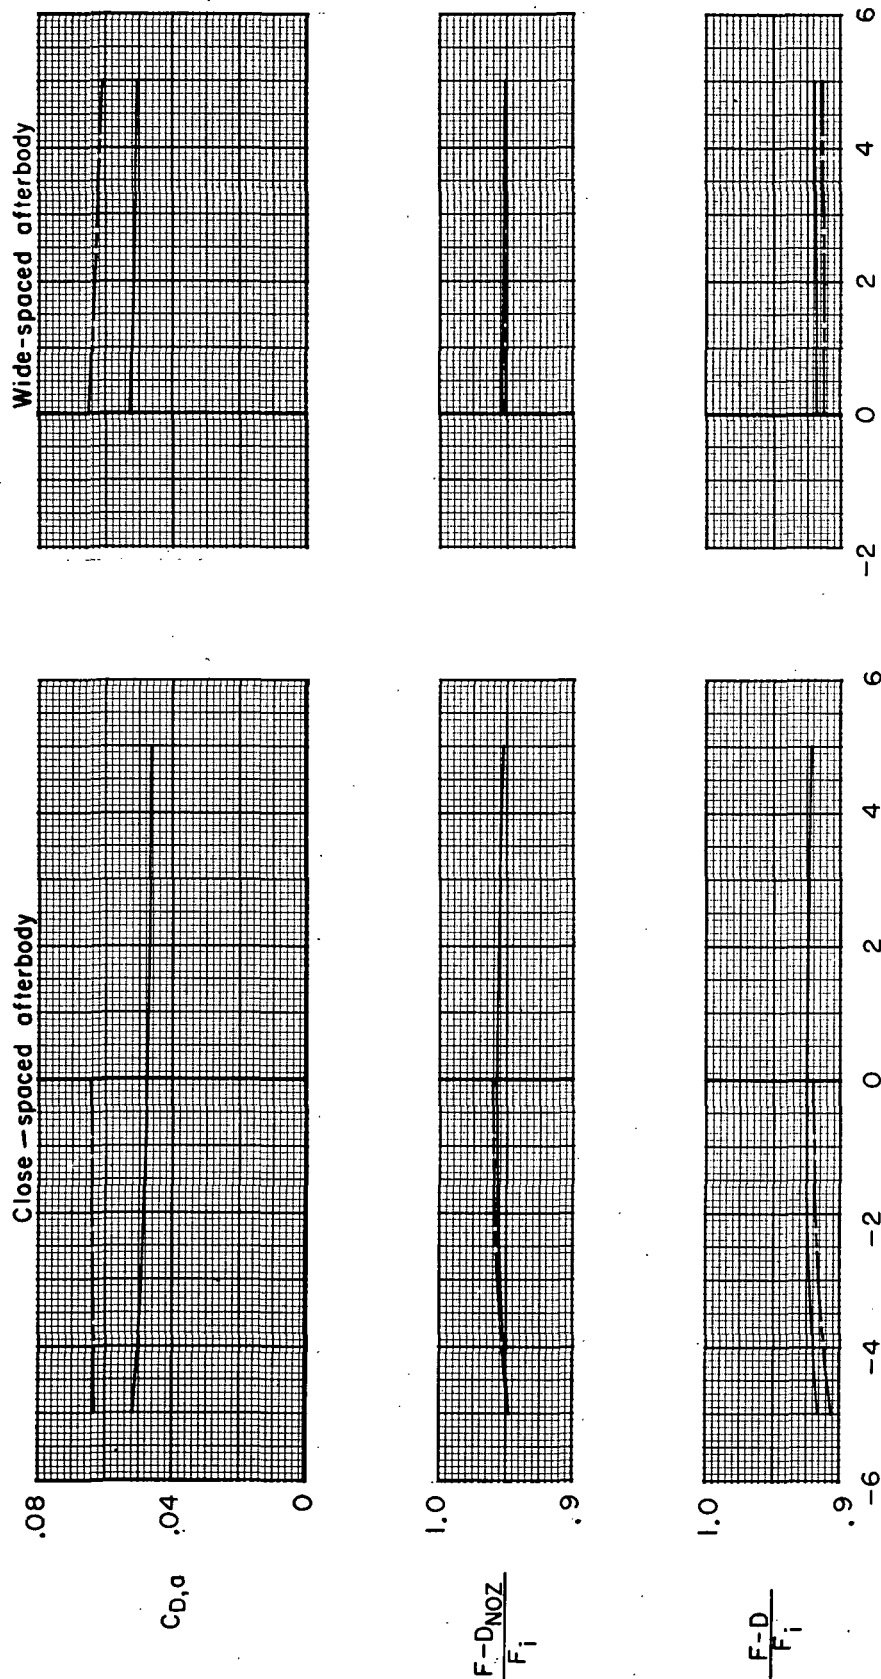 Close-spaced afterbody
Wide-spaced afterbody
.08
.04
0
C_D,a
1.0
.9
F-D_NOZ
F_i
1.0
.9
F-D
F_i
-6 -4 -2 0 2 4 6
-2 0 2 4 6